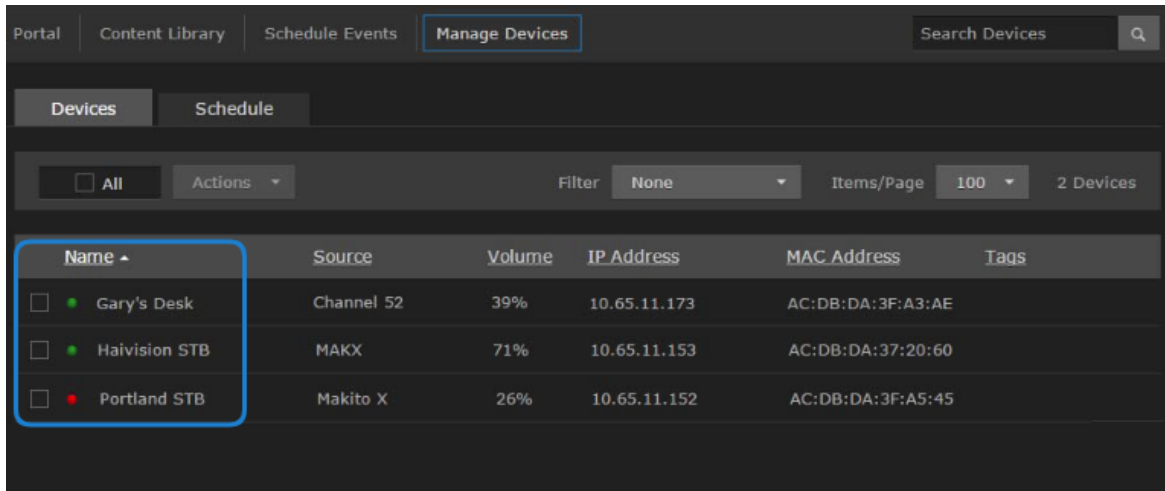 Portal Content Library Schedule Events Manage Devices Search Devices
Devices Schedule
All Actions Filter None Items/Page 100 2 Devices
Name Source Volume IP Address MAC Address Tags
Gary's Desk Channel 52 39% 10.65.11.173 AC:DB:DA:3F:A3:AE
Haivision STB MAKX 71% 10.65.11.153 AC:DB:DA:37:20:60
Portland STB Makito X 26% 10.65.11.152 AC:DB:DA:3F:A5:45